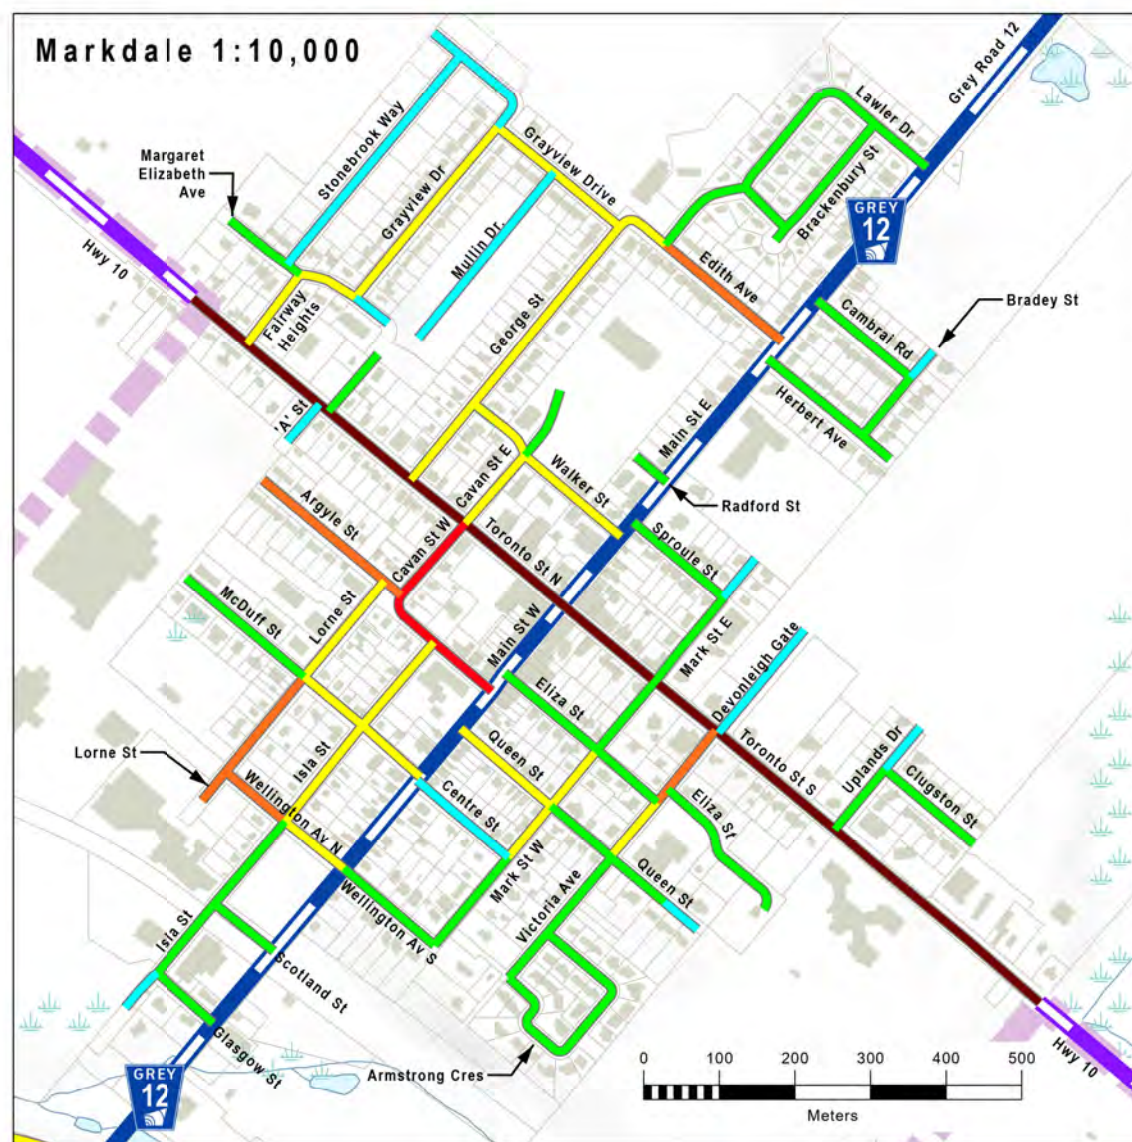 Markdale 1:10,000
Grey Road 12
Lawler Dr
Stonebrook Way
Margaret
Elizabeth
Ave
Grayview Drive
Brackenbury St
Grayview Dr
GREY
12
Mullin Dr.
Hwy 10
Edith Ave
Bradey St
Fairway
Heights
George St
Cambrai Rd
Herbert Ave
'A' St
Main St E
Cavan St E
Walker St
Radford St
Argyle St
Cavan St W
Toronto St N
Sproule St
McDuff St
Lorne St
Main St W
Mark St E
Devonleigh Gate
Eliza St
Lorne St
Isla St
Queen St
Toronto St S
Uplands Dr
Clugston St
Wellington Av N
Centre St
Eliza St
Mark St W
Queen St
Wellington Av S
Victoria Ave
Isla St
Scotland St
Glasgow St
Hwy 10
GREY
12
Armstrong Cres
0 100 200 300 400 500
Meters